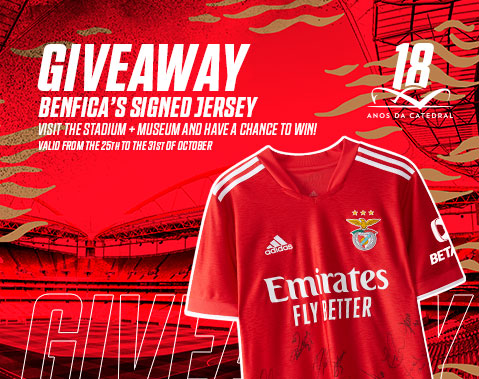 GIVEAWAY
BENFICA'S SIGNED JERSEY
VISIT THE STADIUM + MUSEUM AND HAVE A CHANCE TO WIN!
VALID FROM THE 25TH TO THE 31ST OF OCTOBER
18
ANOS DA CATEDRAL
adidas
Emirates
FLY BETTER
GIVEAWAY